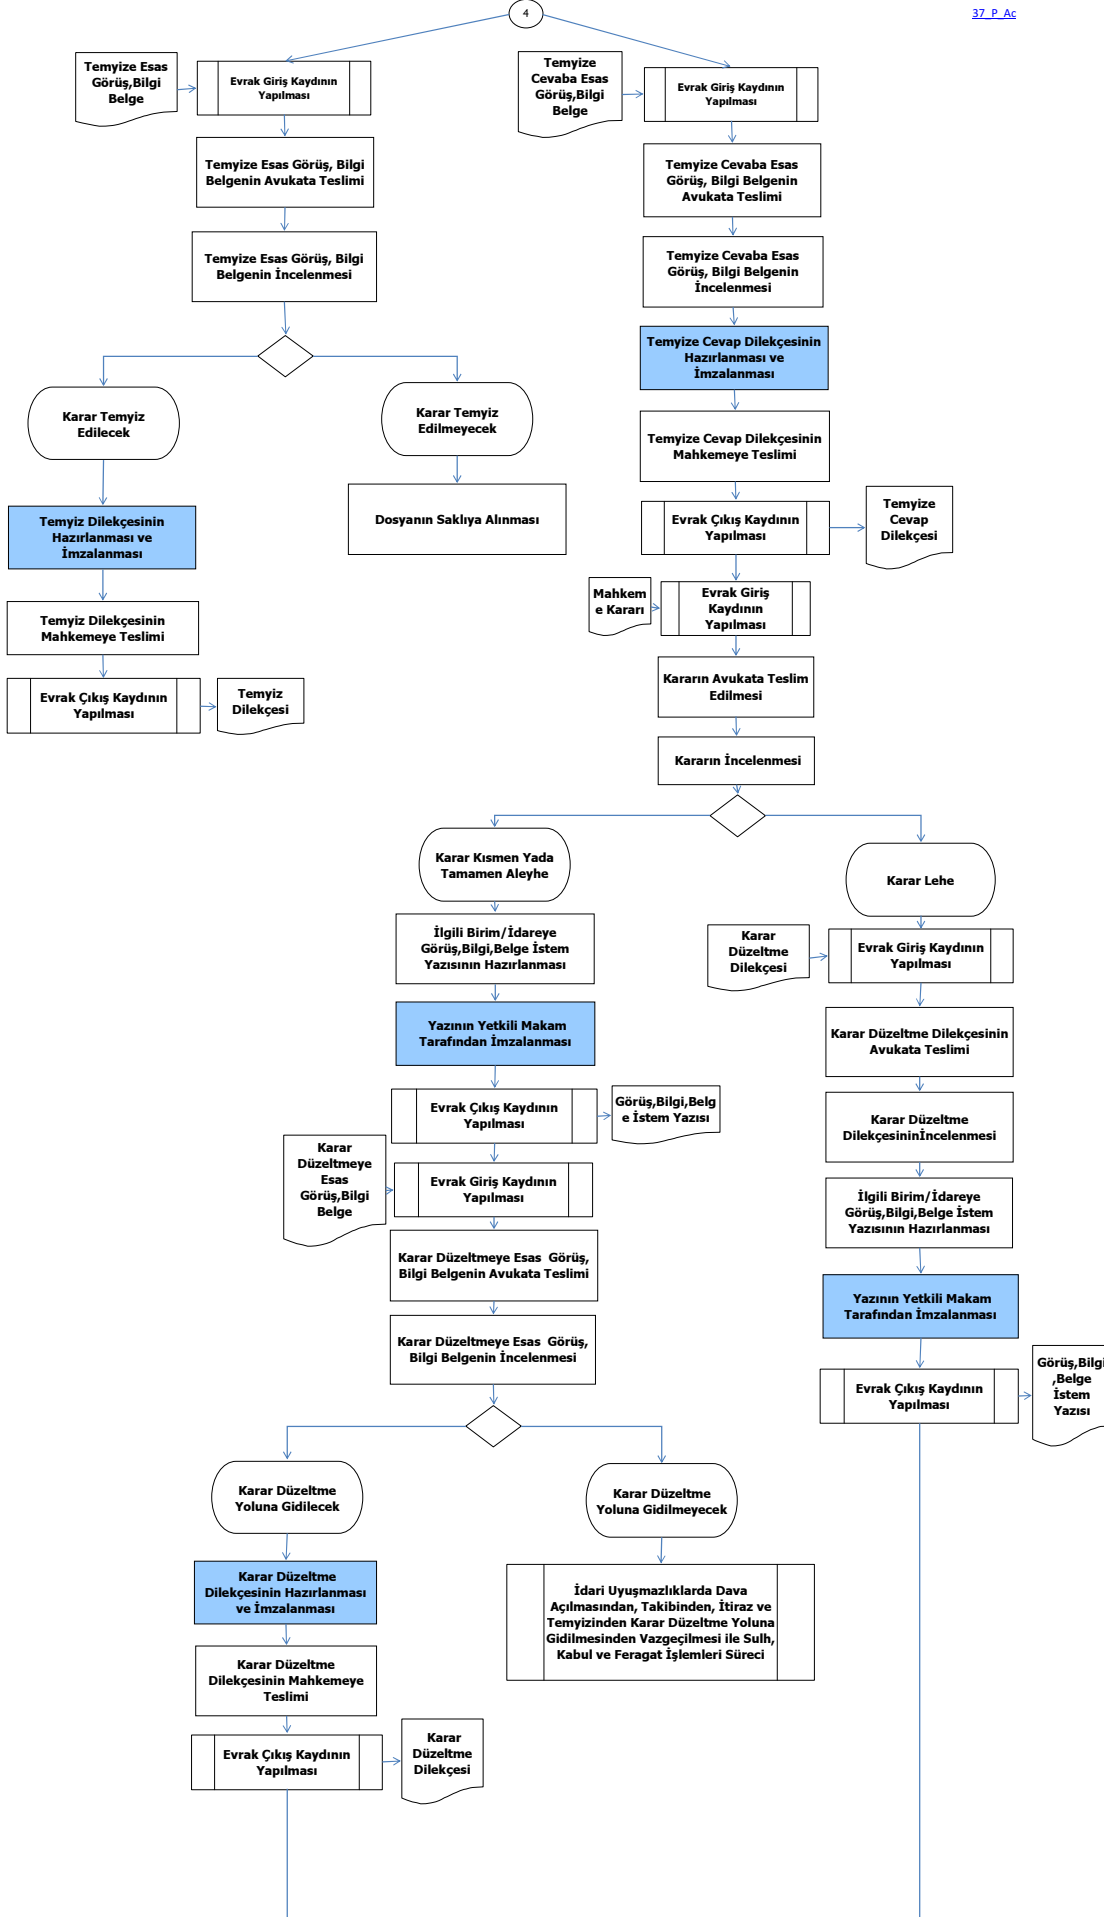 4
37_P_Ac
Temyize Esas
Görüş,Bilgi
Belge
Evrak Giriş Kaydının
Yapılması
Temyize Esas Görüş, Bilgi
Belgenin Avukata Teslimi
Temyize Esas Görüş, Bilgi
Belgenin İncelenmesi
Karar Temyiz
Edilecek
Karar Temyiz
Edilmeyecek
Temyiz Dilekçesinin
Hazırlanması ve
İmzalanması
Dosyanın Saklıya Alınması
Temyiz Dilekçesinin
Mahkemeye Teslimi
Evrak Çıkış Kaydının
Yapılması
Temyiz
Dilekçesi
Temyize
Cevaba Esas
Görüş,Bilgi
Belge
Evrak Giriş Kaydının
Yapılması
Temyize Cevaba Esas
Görüş, Bilgi Belgenin
Avukata Teslimi
Temyize Cevaba Esas
Görüş, Bilgi Belgenin
İncelenmesi
Temyize Cevap Dilekçesinin
Hazırlanması ve
İmzalanması
Temyize Cevap Dilekçesinin
Mahkemeye Teslimi
Evrak Çıkış Kaydının
Yapılması
Temyize
Cevap
Dilekçesi
Mahkem
e Kararı
Evrak Giriş
Kaydının
Yapılması
Kararın Avukata Teslim
Edilmesi
Kararın İncelenmesi
Karar Kısmen Yada
Tamamen Aleyhe
İlgili Birim/İdareye
Görüş,Bilgi,Belge İstem
Yazısının Hazırlanması
Yazının Yetkili Makam
Tarafından İmzalanması
Evrak Çıkış Kaydının
Yapılması
Görüş,Bilgi,Belg
e İstem Yazısı
Karar
Düzeltmeye
Esas
Görüş,Bilgi
Belge
Evrak Giriş Kaydının
Yapılması
Karar Düzeltmeye Esas  Görüş,
Bilgi Belgenin Avukata Teslimi
Karar Düzeltmeye Esas  Görüş,
Bilgi Belgenin İncelenmesi
Karar Düzeltme
Yoluna Gidilecek
Karar Düzeltme
Yoluna Gidilmeyecek
Karar Düzeltme
Dilekçesinin Hazırlanması
ve İmzalanması
İdari Uyuşmazlıklarda Dava
Açılmasından, Takibinden, İtiraz ve
Temyizinden Karar Düzeltme Yoluna
Gidilmesinden Vazgeçilmesi ile Sulh,
Kabul ve Feragat İşlemleri Süreci
Karar Düzeltme
Dilekçesinin Mahkemeye
Teslimi
Evrak Çıkış Kaydının
Yapılması
Karar
Düzeltme
Dilekçesi
Karar Lehe
Karar
Düzeltme
Dilekçesi
Evrak Giriş Kaydının
Yapılması
Karar Düzeltme Dilekçesinin
Avukata Teslimi
Karar Düzeltme
Dilekçesininİncelenmesi
İlgili Birim/İdareye
Görüş,Bilgi,Belge İstem
Yazısının Hazırlanması
Yazının Yetkili Makam
Tarafından İmzalanması
Evrak Çıkış Kaydının
Yapılması
Görüş,Bilgi
,Belge
İstem
Yazısı